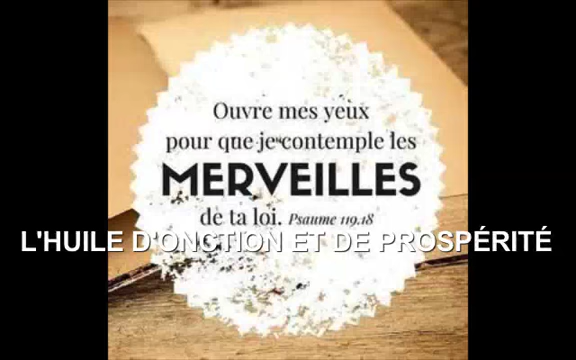 Ouvre mes yeux
pour que je contemple les
MERVEILLES
de ta loi. Psaume 119.18
L'HUILE D'ONCTION ET DE PROSPÉRITÉ